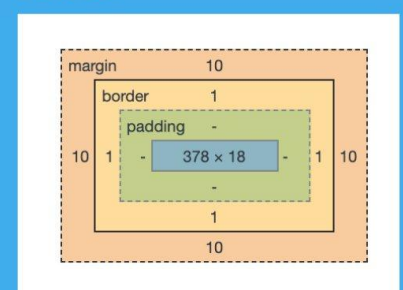 margin 10
border 1
padding -
10 1 - 378 × 18 - 1 10
-
1
10